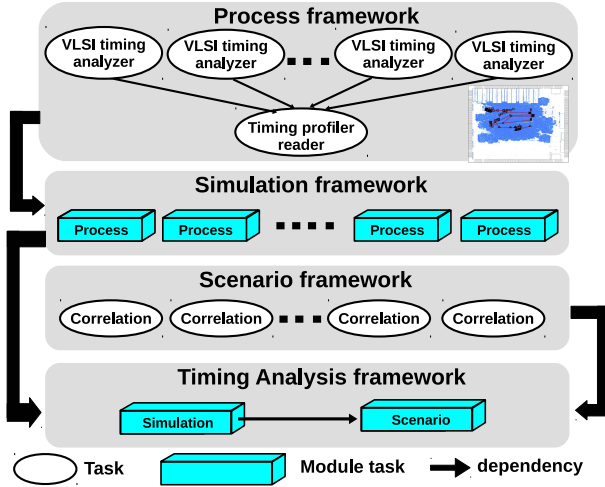 Process framework
VLSI timing analyzer
VLSI timing analyzer
VLSI timing analyzer
VLSI timing analyzer
Timing profiler reader
Simulation framework
Process Process Process Process
Scenario framework
Correlation Correlation Correlation Correlation
Timing Analysis framework
Simulation Scenario
Task Module task dependency